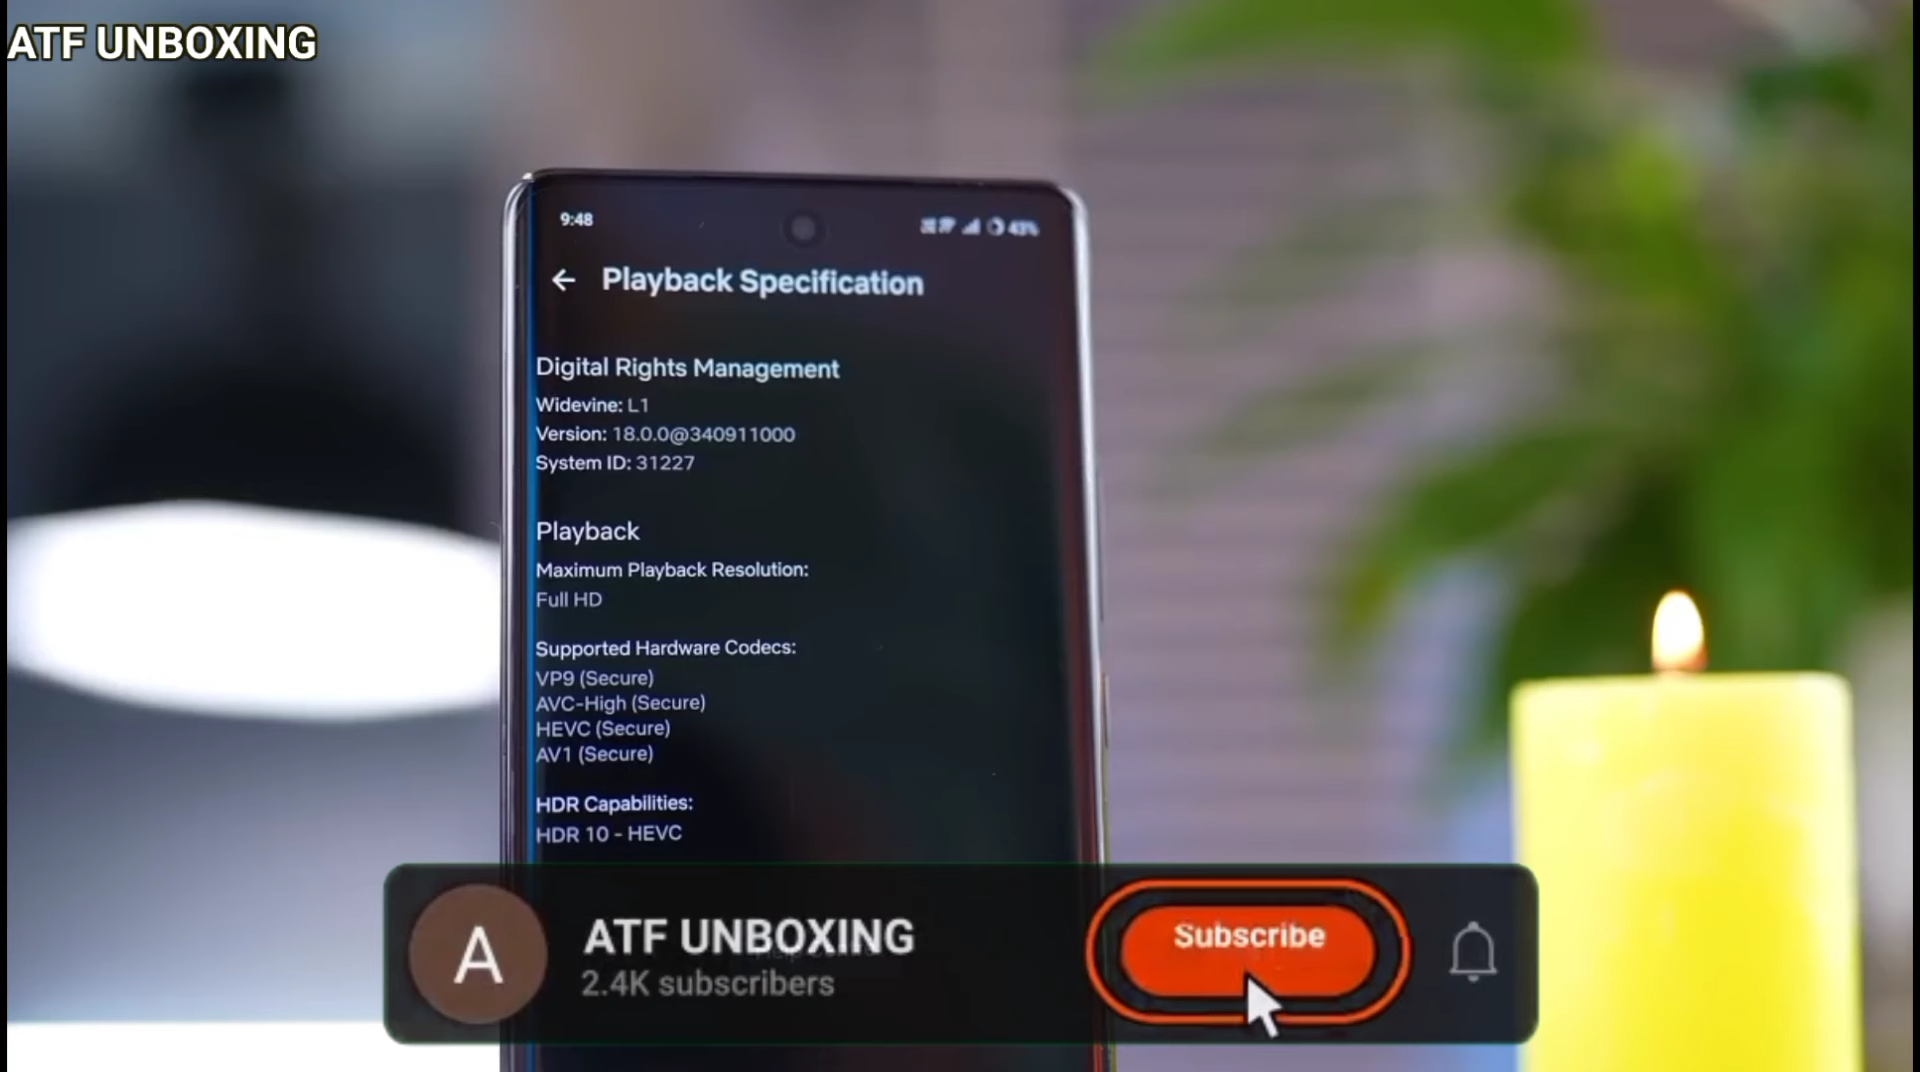 ATF UNBOXING
9:48
43%
Playback Specification
Digital Rights Management
Widevine: L1
Version: 18.0.0@340911000
System ID: 31227
Playback
Maximum Playback Resolution:
Full HD
Supported Hardware Codecs:
VP9 (Secure)
AVC-High (Secure)
HEVC (Secure)
AV1 (Secure)
HDR Capabilities:
HDR 10 - HEVC
A
ATF UNBOXING
2.4K subscribers
Subscribe